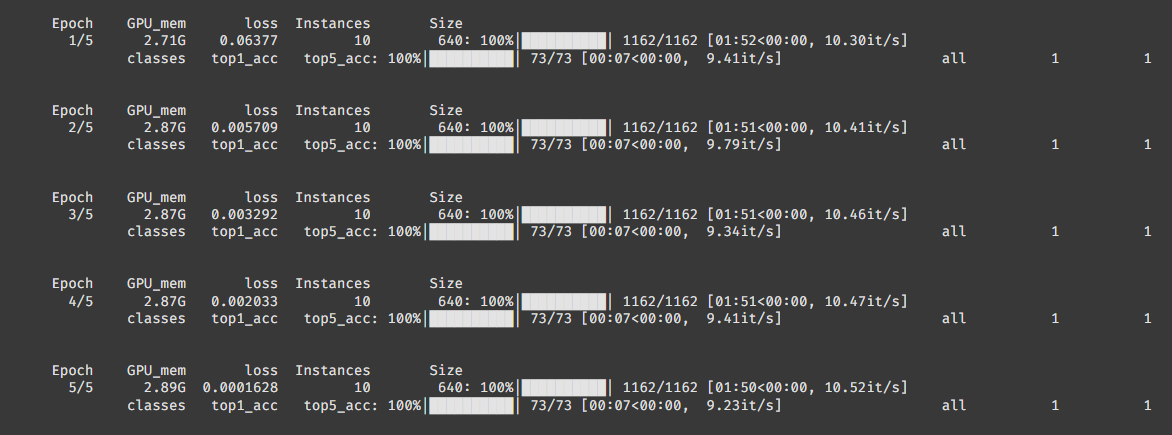 Epoch    GPU_mem       loss  Instances       Size
1/5      2.71G    0.06377         10        640: 100%|██████████| 1162/1162 [01:52<00:00, 10.30it/s]
classes   top1_acc   top5_acc: 100%|██████████| 73/73 [00:07<00:00,  9.41it/s]                   all          1          1
Epoch    GPU_mem       loss  Instances       Size
2/5      2.87G   0.005709         10        640: 100%|██████████| 1162/1162 [01:51<00:00, 10.41it/s]
classes   top1_acc   top5_acc: 100%|██████████| 73/73 [00:07<00:00,  9.79it/s]                   all          1          1
Epoch    GPU_mem       loss  Instances       Size
3/5      2.87G   0.003292         10        640: 100%|██████████| 1162/1162 [01:51<00:00, 10.46it/s]
classes   top1_acc   top5_acc: 100%|██████████| 73/73 [00:07<00:00,  9.34it/s]                   all          1          1
Epoch    GPU_mem       loss  Instances       Size
4/5      2.87G   0.002033         10        640: 100%|██████████| 1162/1162 [01:51<00:00, 10.47it/s]
classes   top1_acc   top5_acc: 100%|██████████| 73/73 [00:07<00:00,  9.41it/s]                   all          1          1
Epoch    GPU_mem       loss  Instances       Size
5/5      2.89G  0.0001628         10        640: 100%|██████████| 1162/1162 [01:50<00:00, 10.52it/s]
classes   top1_acc   top5_acc: 100%|██████████| 73/73 [00:07<00:00,  9.23it/s]                   all          1          1